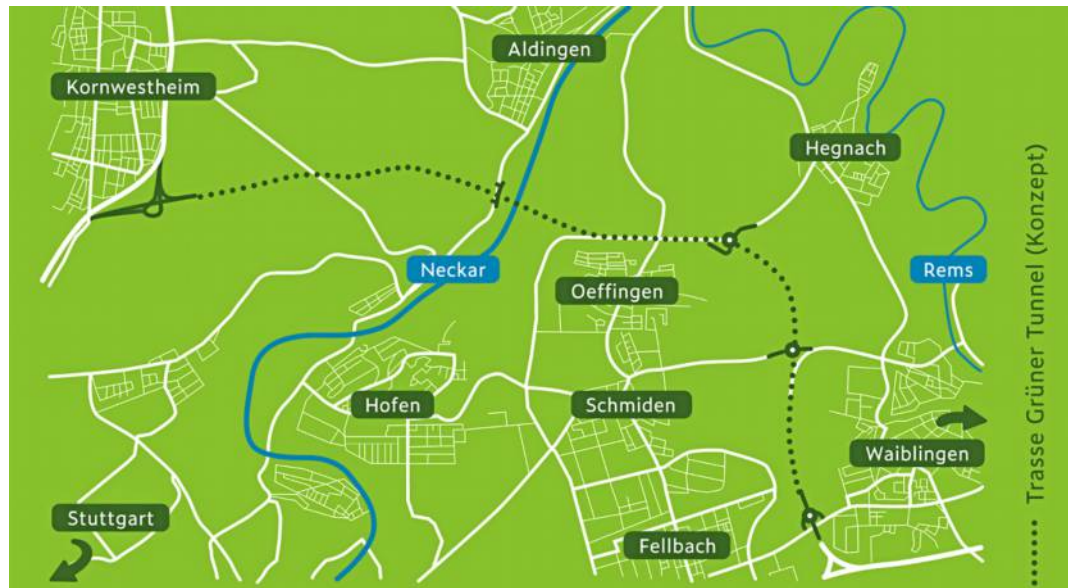 Aldingen
Kornwestheim
Hegnach
Neckar
Rems
Oeffingen
Hofen
Schmiden
Waiblingen
Stuttgart
Fellbach
Trasse Grüner Tunnel (Konzept)